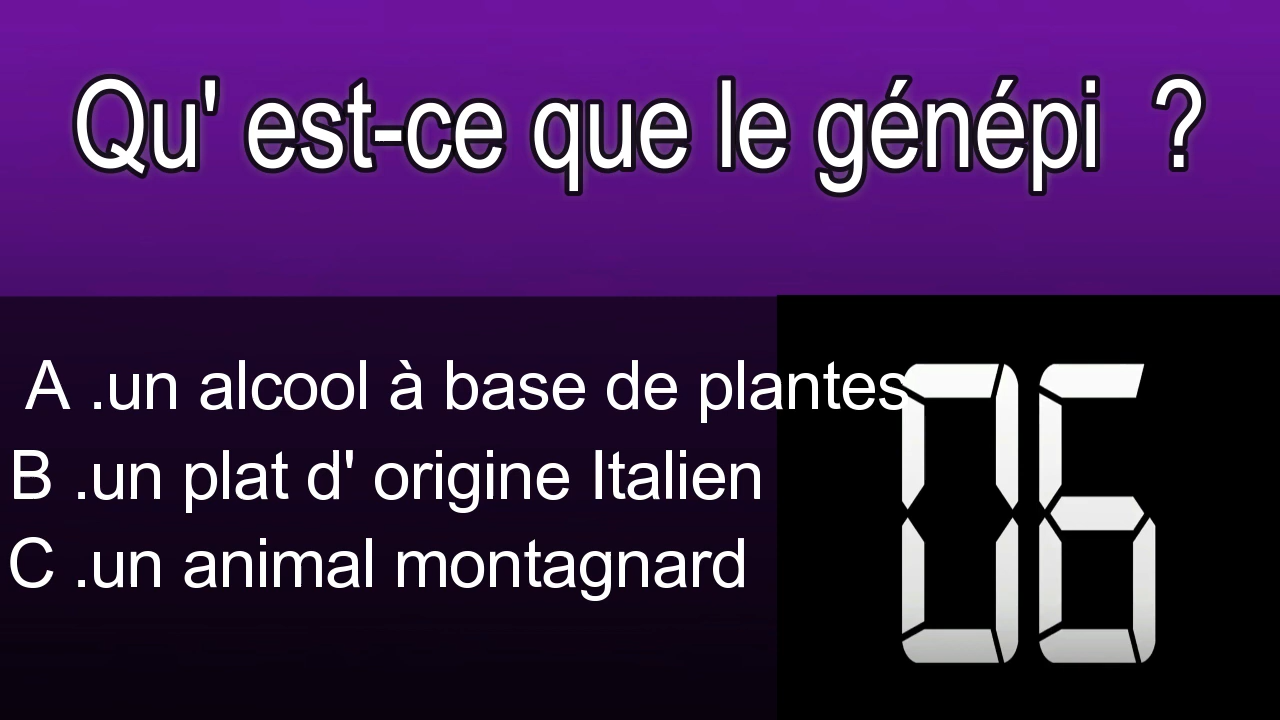 Qu' est-ce que le génépi  ?
A .un alcool à base de plantes
B .un plat d' origine Italien
C .un animal montagnard
06